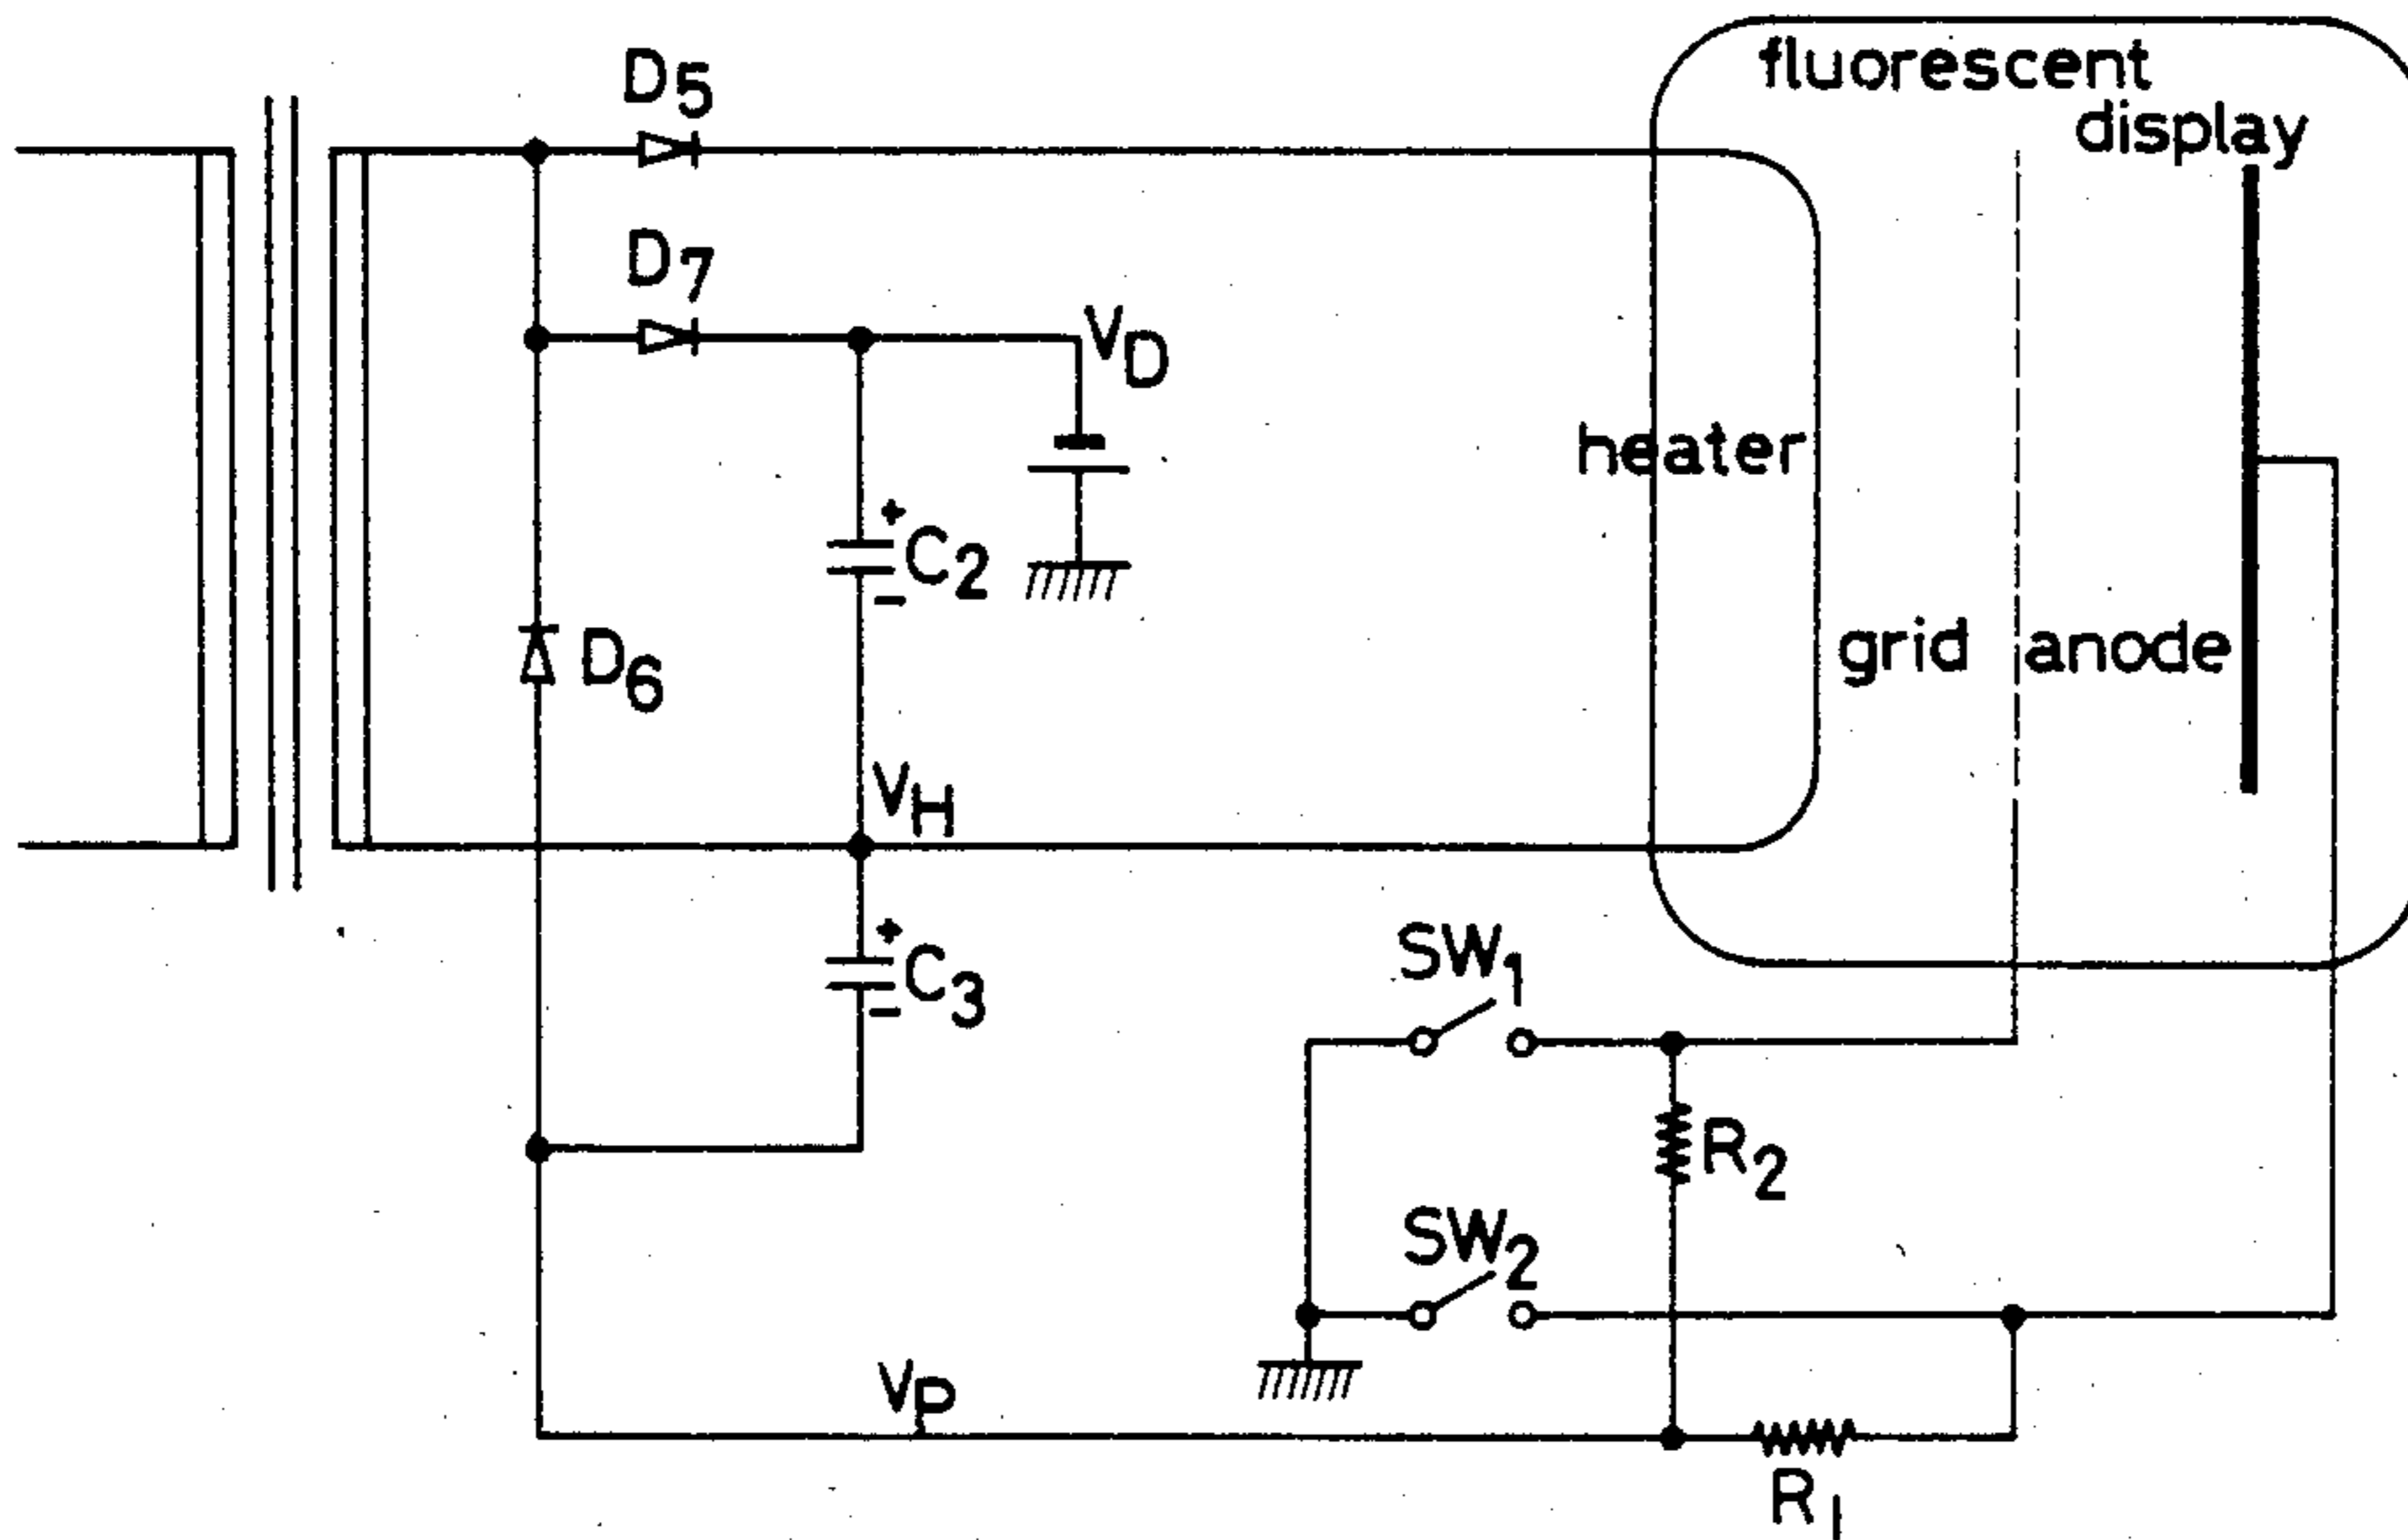 fluorescent
display
D5
D7
VD
heater
+
C2
-
grid anode
D6
VH
+
C3
-
SW1
R2
SW2
VP
R1